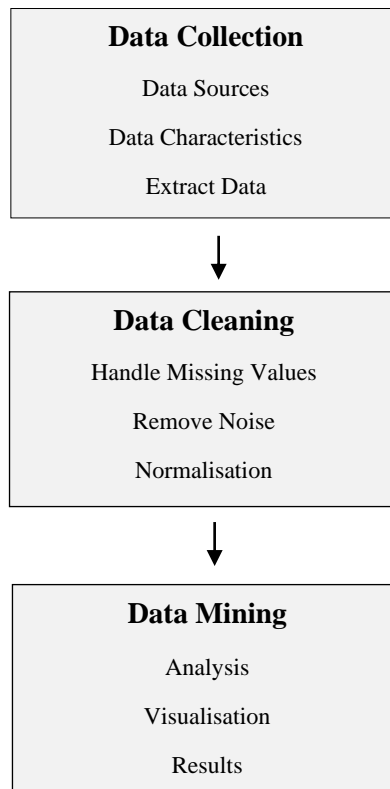 Data Collection
Data Sources
Data Characteristics
Extract Data
Data Cleaning
Handle Missing Values
Remove Noise
Normalisation
Data Mining
Analysis
Visualisation
Results